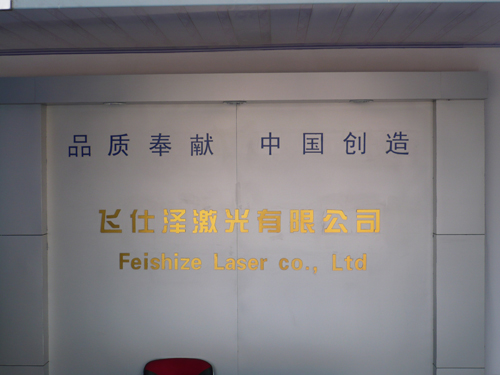 品质奉献 中国创造
飞仕泽激光有限公司
Feishize Laser co., Ltd